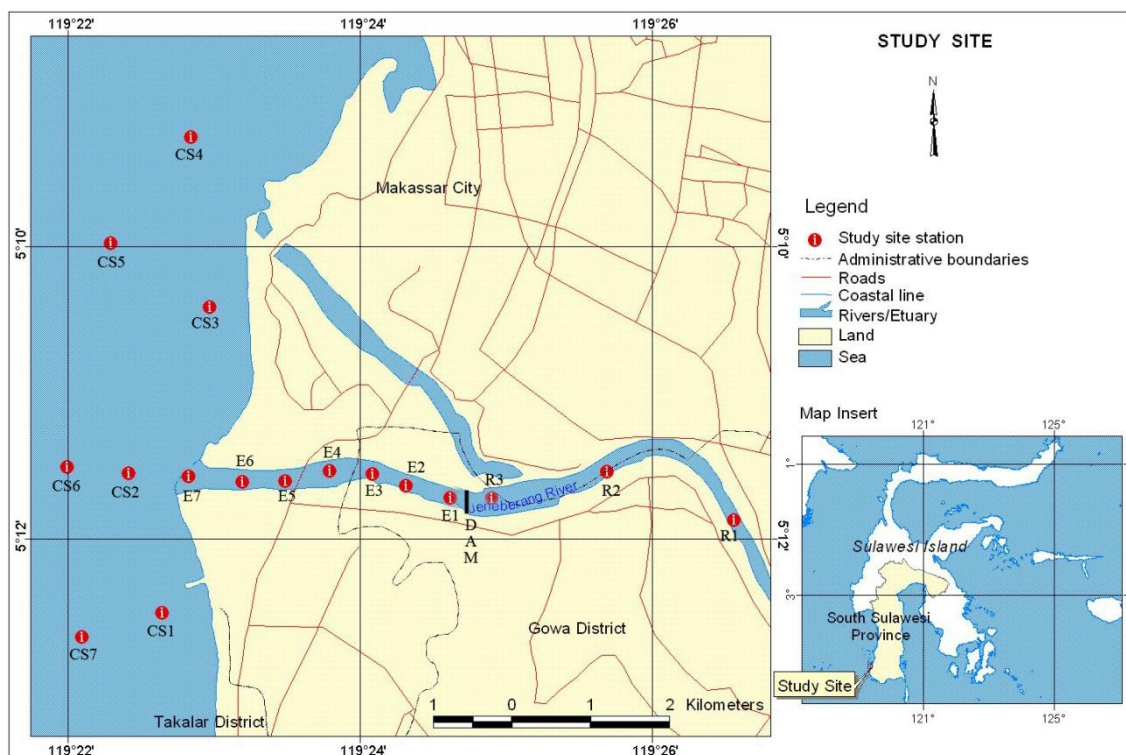 119°22' 119°24' 119°26'
STUDY SITE
N
CS4
Makassar City
Legend
Study site station
Administrative boundaries
Roads
Coastal line
Rivers/Etuary
Land
Sea
5°10' 5°10'
CS5
CS3
Map Insert
121° 125°
1° 1°
E4
E6 E2
R3
CS6 CS2 E7 E5 E3 E1 R2
Jeneberang River
DAM
R1
5°12' 5°12'
Sulawesi Island
3° 3°
CS1
CS7
Gowa District
South Sulawesi
Province
Study Site
1 0 1 2 Kilometers
Takalar District
121° 125°
119°22' 119°24' 119°26'